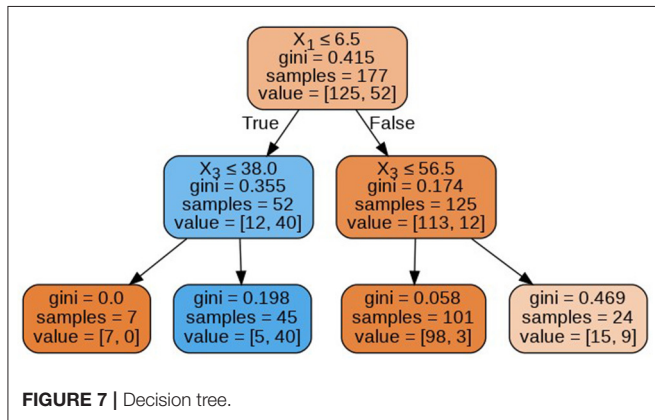 X1 ≤ 6.5
gini = 0.415
samples = 177
value = [125, 52]
True
False
X3 ≤ 38.0
gini = 0.355
samples = 52
value = [12, 40]
X3 ≤ 56.5
gini = 0.174
samples = 125
value = [113, 12]
gini = 0.0
samples = 7
value = [7, 0]
gini = 0.198
samples = 45
value = [5, 40]
gini = 0.058
samples = 101
value = [98, 3]
gini = 0.469
samples = 24
value = [15, 9]
FIGURE 7 | Decision tree.